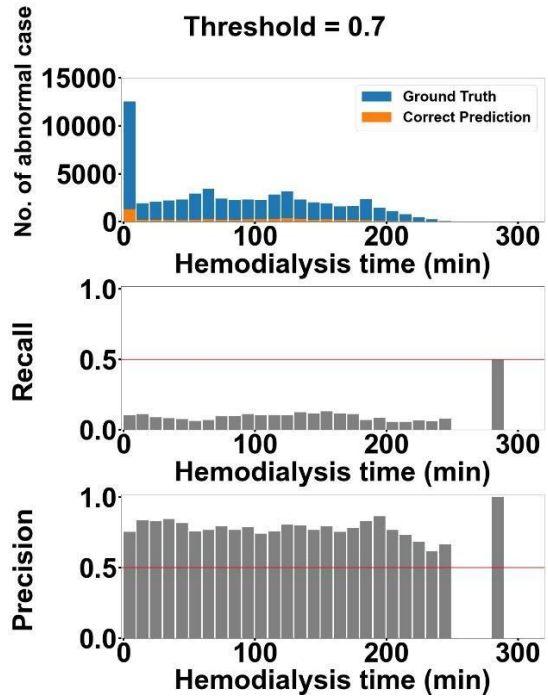 Threshold = 0.7
No. of abnormal case
15000
10000
5000
0
Ground Truth
Correct Prediction
0 100 200 300
Hemodialysis time (min)
Recall
1.0
0.5
0.0
0 100 200 300
Hemodialysis time (min)
Precision
1.0
0.5
0.0
0 100 200 300
Hemodialysis time (min)